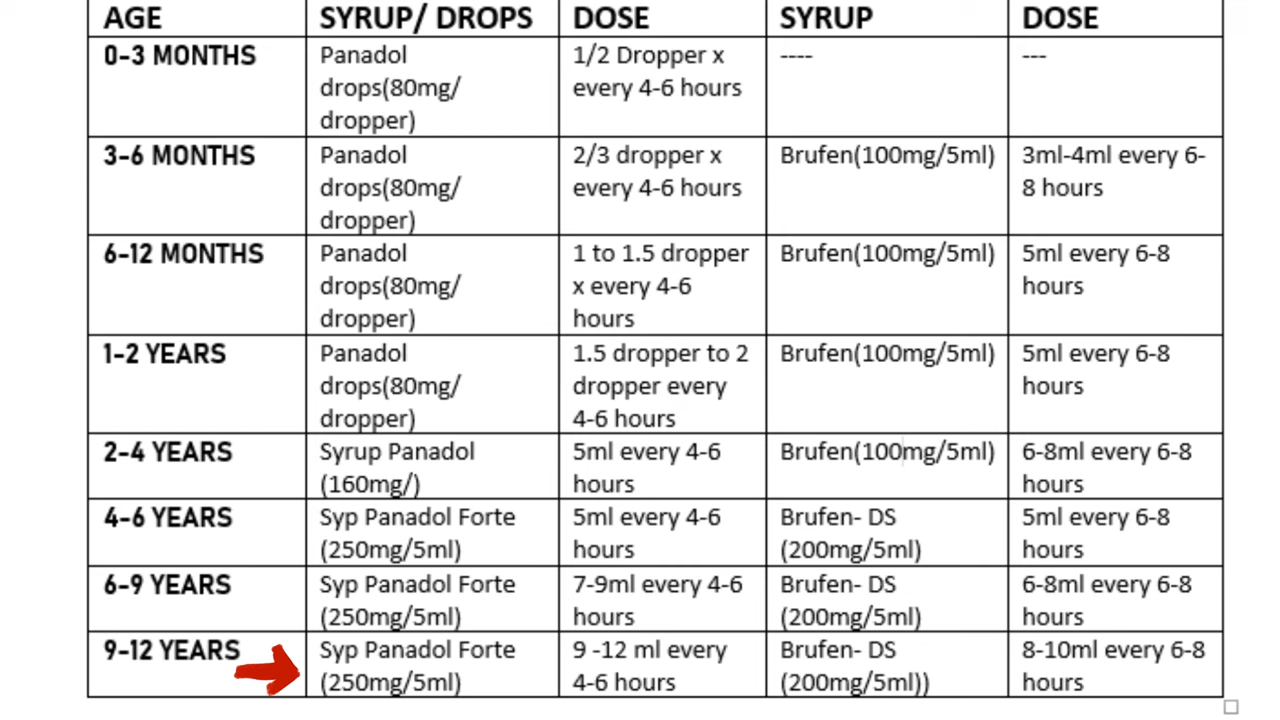 AGE SYRUP/ DROPS DOSE SYRUP DOSE
0-3 MONTHS Panadol 1/2 Dropper x ---- ---
drops(80mg/ every 4-6 hours
dropper)
3-6 MONTHS Panadol 2/3 dropper x Brufen(100mg/5ml) 3ml-4ml every 6-
drops(80mg/ every 4-6 hours 8 hours
dropper)
6-12 MONTHS Panadol 1 to 1.5 dropper Brufen(100mg/5ml) 5ml every 6-8
drops(80mg/ x every 4-6 hours
dropper) hours
1-2 YEARS Panadol 1.5 dropper to 2 Brufen(100mg/5ml) 5ml every 6-8
drops(80mg/ dropper every hours
dropper) 4-6 hours
2-4 YEARS Syrup Panadol 5ml every 4-6 Brufen(100mg/5ml) 6-8ml every 6-8
(160mg/) hours hours
4-6 YEARS Syp Panadol Forte 5ml every 4-6 Brufen- DS 5ml every 6-8
(250mg/5ml) hours (200mg/5ml) hours
6-9 YEARS Syp Panadol Forte 7-9ml every 4-6 Brufen- DS 6-8ml every 6-8
(250mg/5ml) hours (200mg/5ml) hours
9-12 YEARS Syp Panadol Forte 9 -12 ml every Brufen- DS 8-10ml every 6-8
(250mg/5ml) 4-6 hours (200mg/5ml)) hours